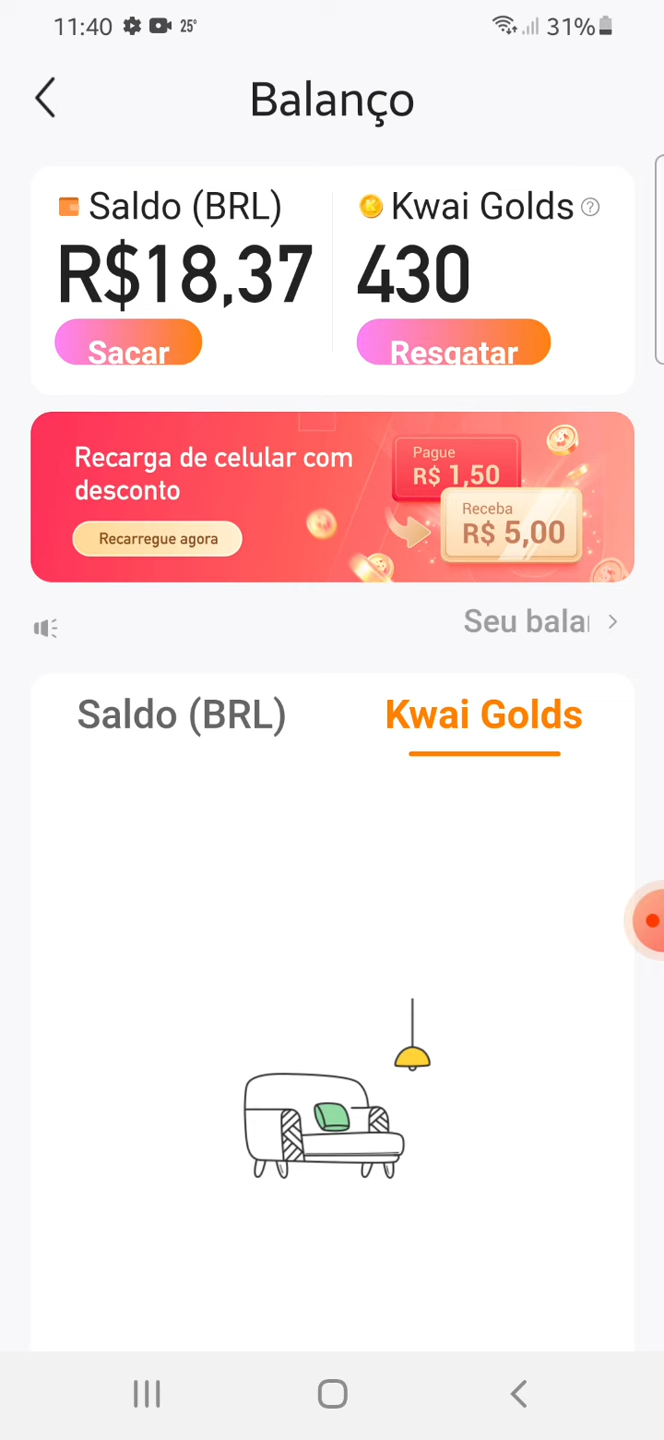 11:40 25° 31%
Balanço
Saldo (BRL)
R$18,37
Sacar
Kwai Golds
430
Resgatar
Recarga de celular com
desconto
Recarregue agora
Pague
R$ 1,50
Receba
R$ 5,00
Seu bala
Saldo (BRL) Kwai Golds